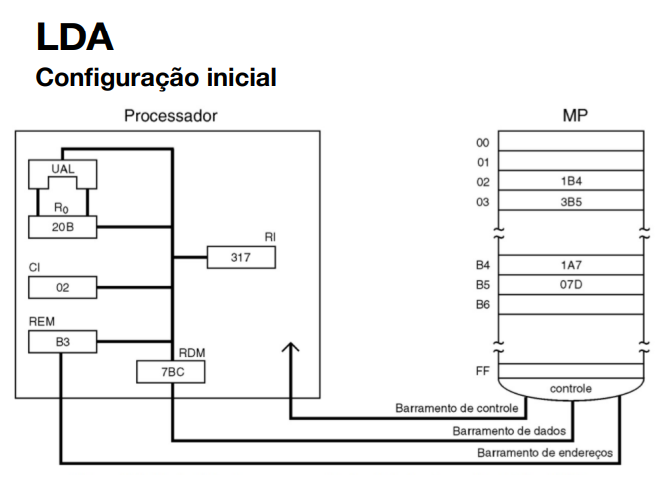 LDA
Configuração inicial
Processador
MP
UAL
R0
20B
RI
317
CI
02
REM
B3
RDM
7BC
00
01
02 1B4
03 3B5
B4 1A7
B5 07D
B6
FF
controle
Barramento de controle
Barramento de dados
Barramento de endereços